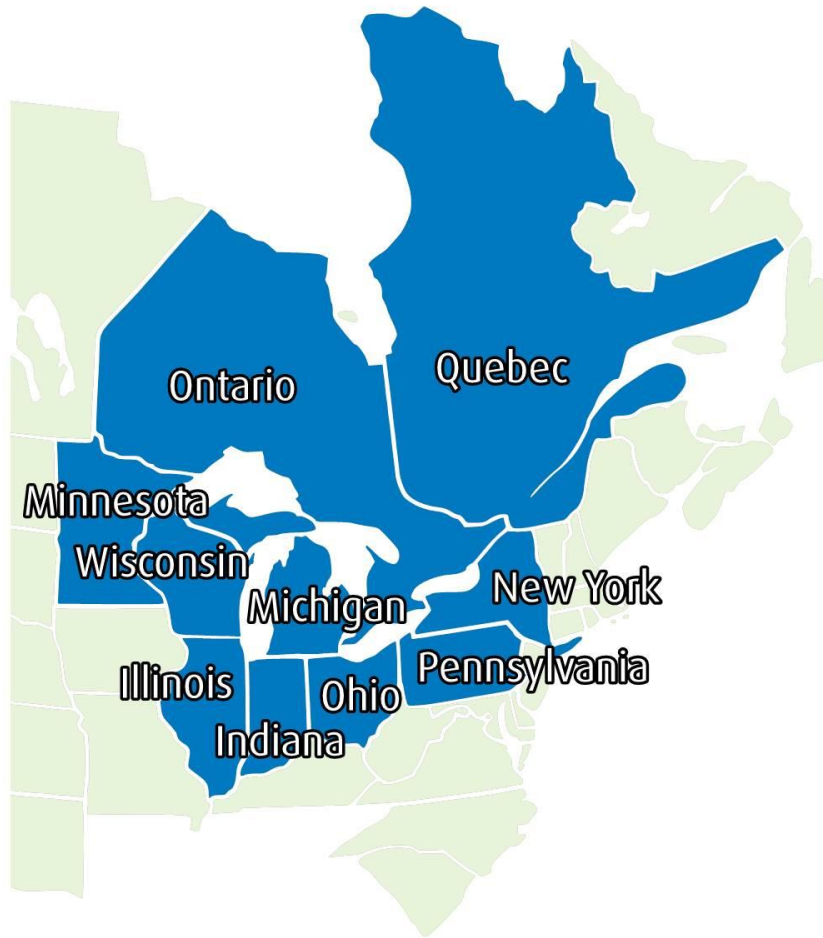 Quebec
Ontario
Minnesota
Wisconsin
Michigan
New York
Pennsylvania
Illinois
Ohio
Indiana